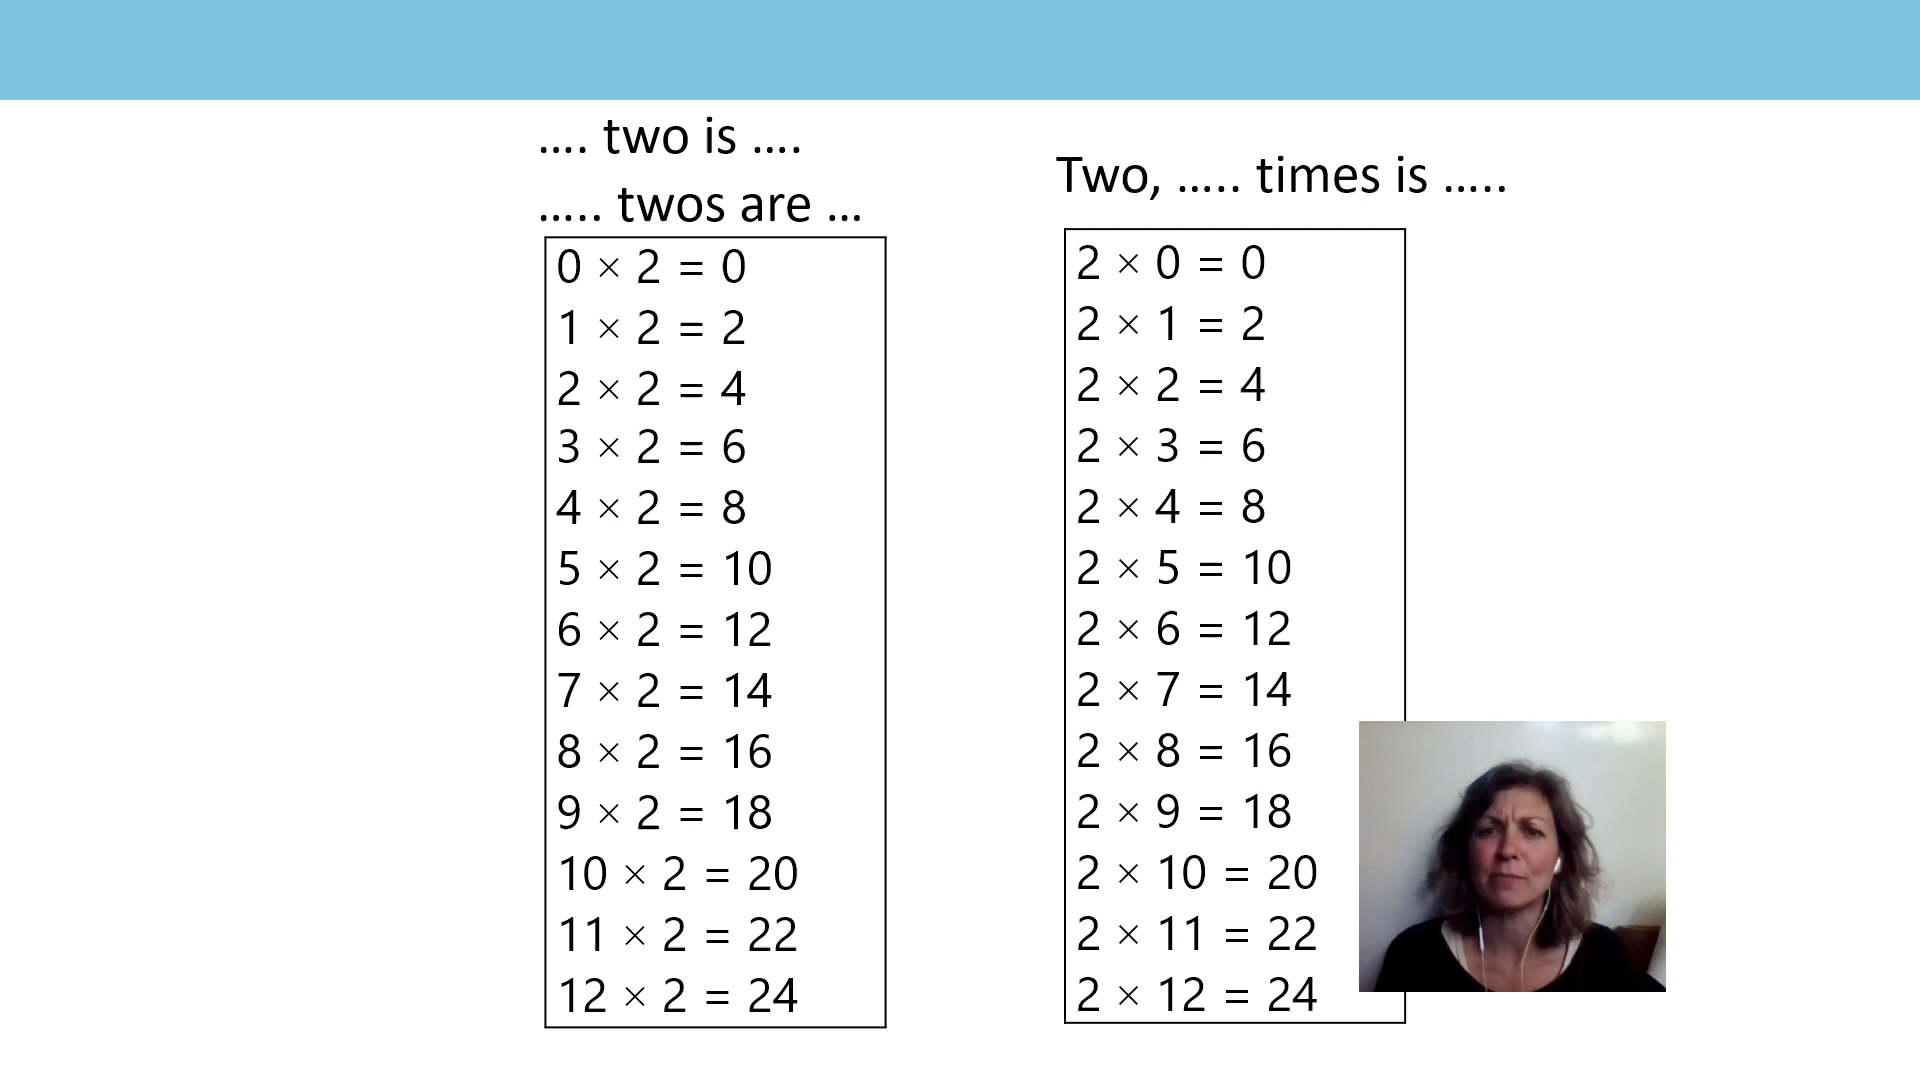 .... two is ....
..... twos are ...
0 × 2 = 0
1 × 2 = 2
2 × 2 = 4
3 × 2 = 6
4 × 2 = 8
5 × 2 = 10
6 × 2 = 12
7 × 2 = 14
8 × 2 = 16
9 × 2 = 18
10 × 2 = 20
11 × 2 = 22
12 × 2 = 24
Two, ..... times is .....
2 × 0 = 0
2 × 1 = 2
2 × 2 = 4
2 × 3 = 6
2 × 4 = 8
2 × 5 = 10
2 × 6 = 12
2 × 7 = 14
2 × 8 = 16
2 × 9 = 18
2 × 10 = 20
2 × 11 = 22
2 × 12 = 24